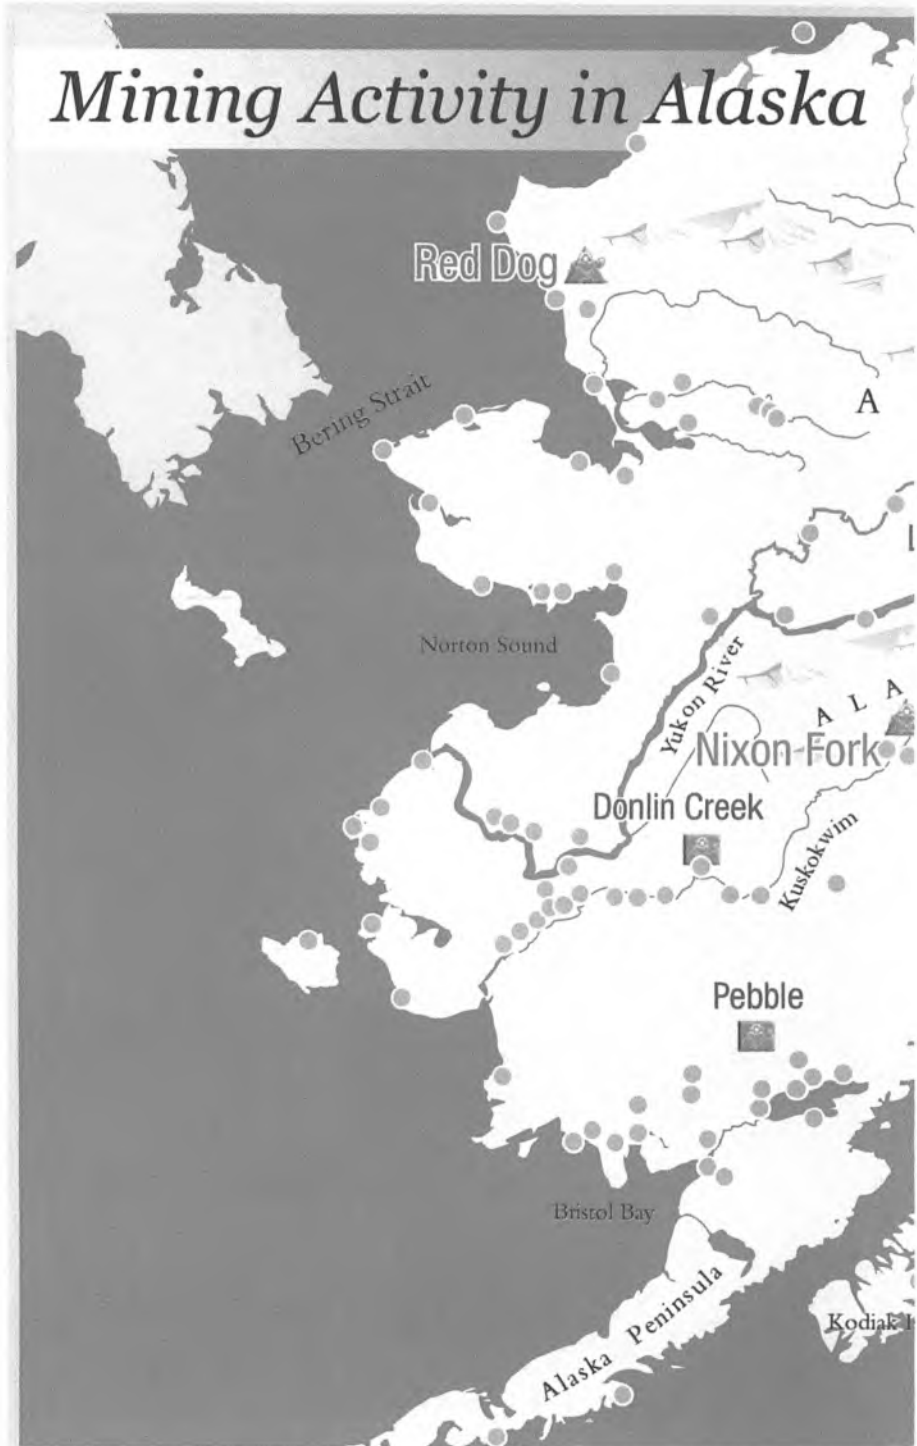 Mining Activity in Alaska
Red Dog
Bering Strait
A
L
Norton Sound
Yukon River
A L A
Nixon Fork
Donlin Creek
Kuskokwim
Pebble
Bristol Bay
Alaska Peninsula
Kodiak I